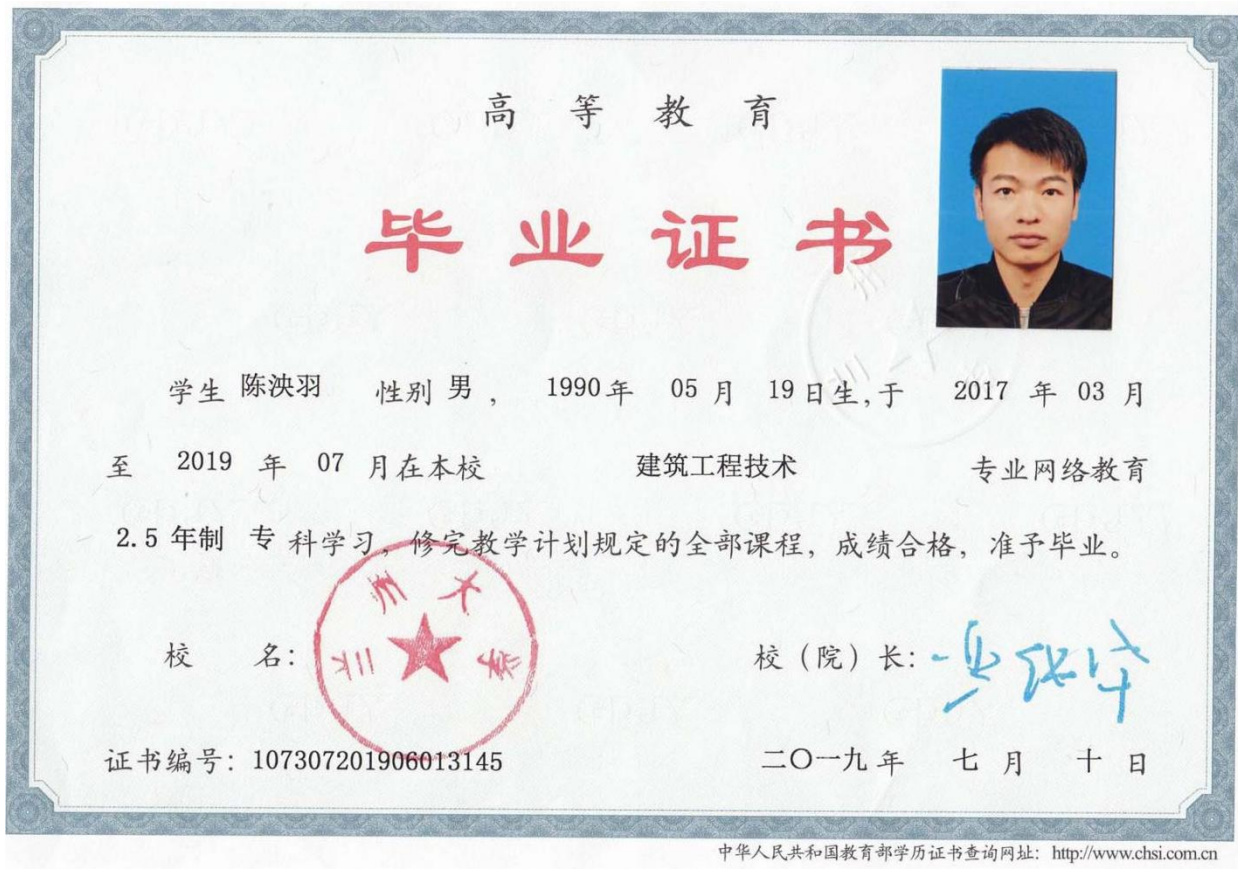 高等教育
毕业证书
学生 陈泱羽 性别 男 , 1990 年 05 月 19 日生,于 2017 年 03 月
至 2019 年 07 月在本校 建筑工程技术 专业网络教育
2.5 年制 专 科学习，修完教学计划规定的全部课程，成绩合格，准予毕业。
兰州大学
校 名： 校（院）长：
证书编号： 107307201906013145 二〇一九 年 七 月 十 日
中华人民共和国教育部学历证书查询网址： http://www.chsi.com.cn